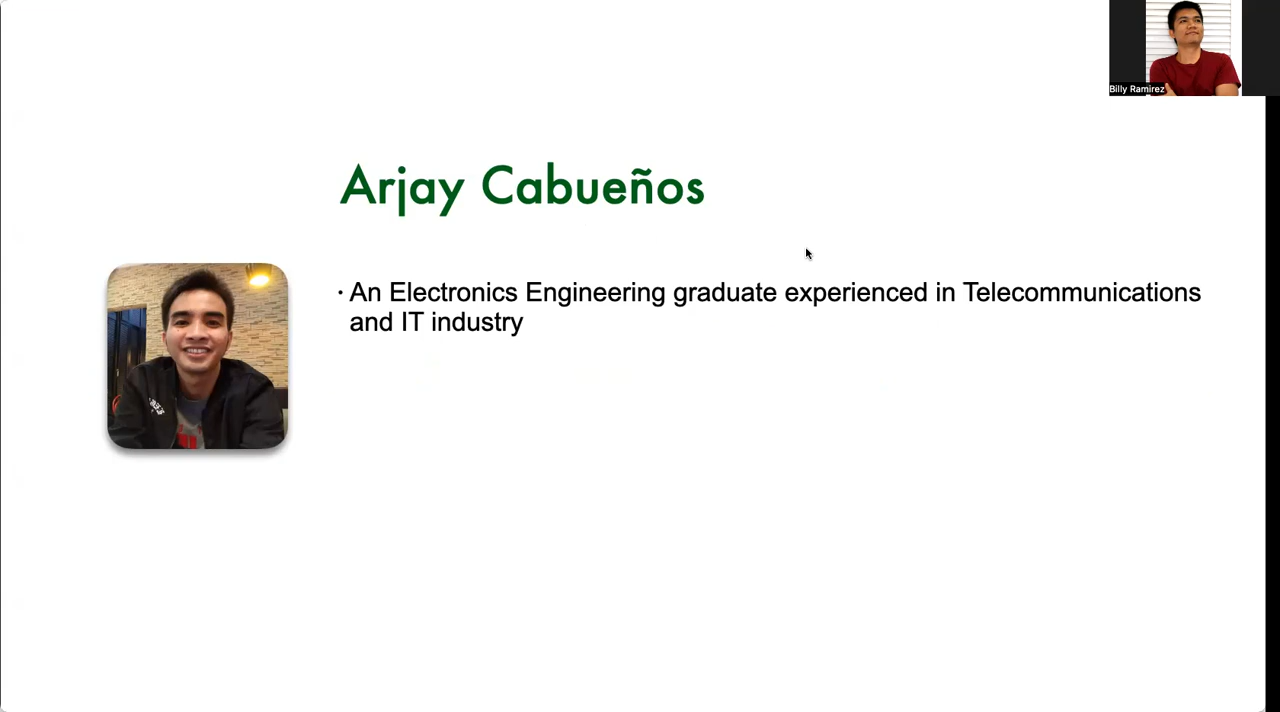 Billy Ramirez
Arjay Cabueños
· An Electronics Engineering graduate experienced in Telecommunications
and IT industry